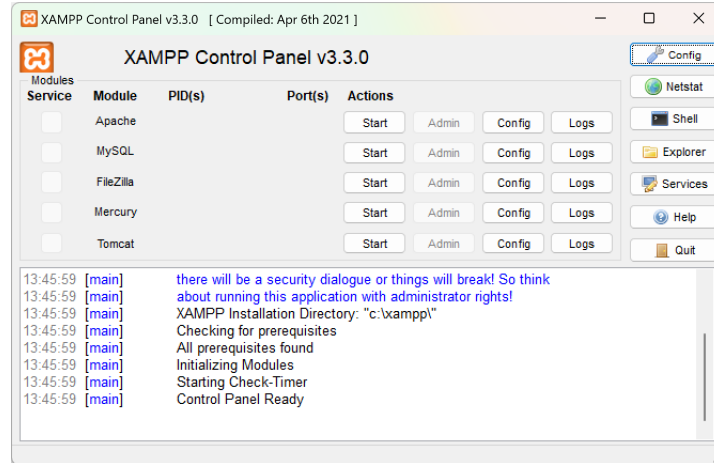 XAMPP Control Panel v3.3.0 [ Compiled: Apr 6th 2021 ]
XAMPP Control Panel v3.3.0
Config
Modules
Service Module PID(s) Port(s) Actions
Netstat
Apache Start Admin Config Logs
Shell
MySQL Start Admin Config Logs
Explorer
FileZilla Start Admin Config Logs
Services
Mercury Start Admin Config Logs
Help
Tomcat Start Admin Config Logs
Quit
13:45:59 [main] there will be a security dialogue or things will break! So think
13:45:59 [main] about running this application with administrator rights!
13:45:59 [main] XAMPP Installation Directory: "c:\xampp\"
13:45:59 [main] Checking for prerequisites
13:45:59 [main] All prerequisites found
13:45:59 [main] Initializing Modules
13:45:59 [main] Starting Check-Timer
13:45:59 [main] Control Panel Ready